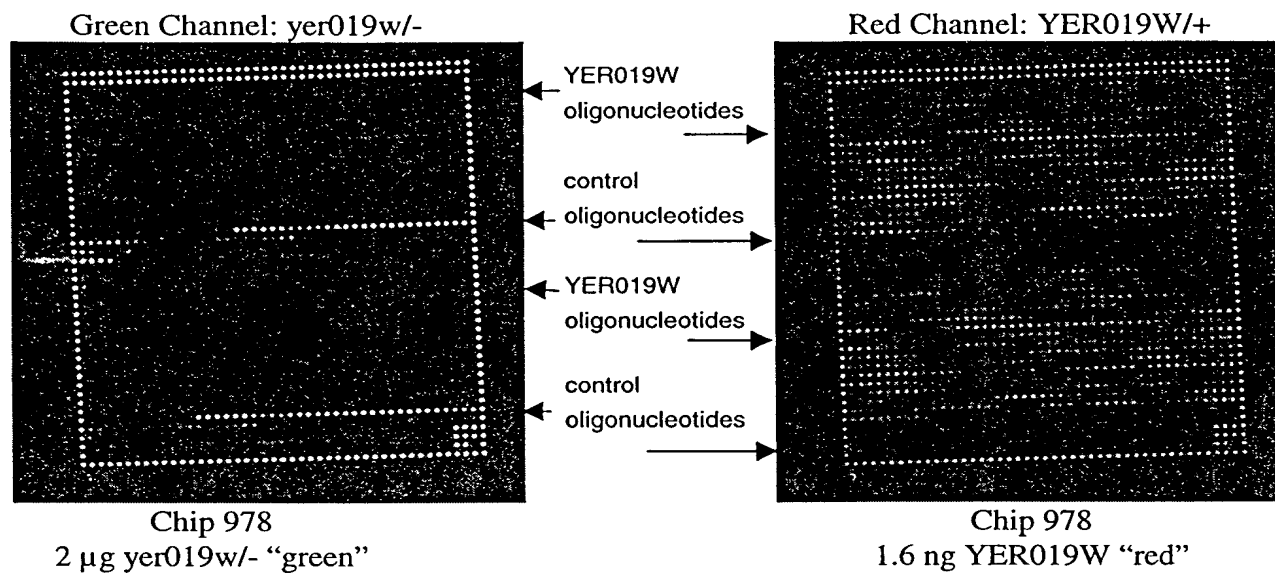 Green Channel: yer019w/-
Red Channel: YER019W/+
YER019W
oligonucleotides
control
oligonucleotides
YER019W
oligonucleotides
control
oligonucleotides
Chip 978
2 µg yer019w/- “green”
Chip 978
1.6 ng YER019W “red”